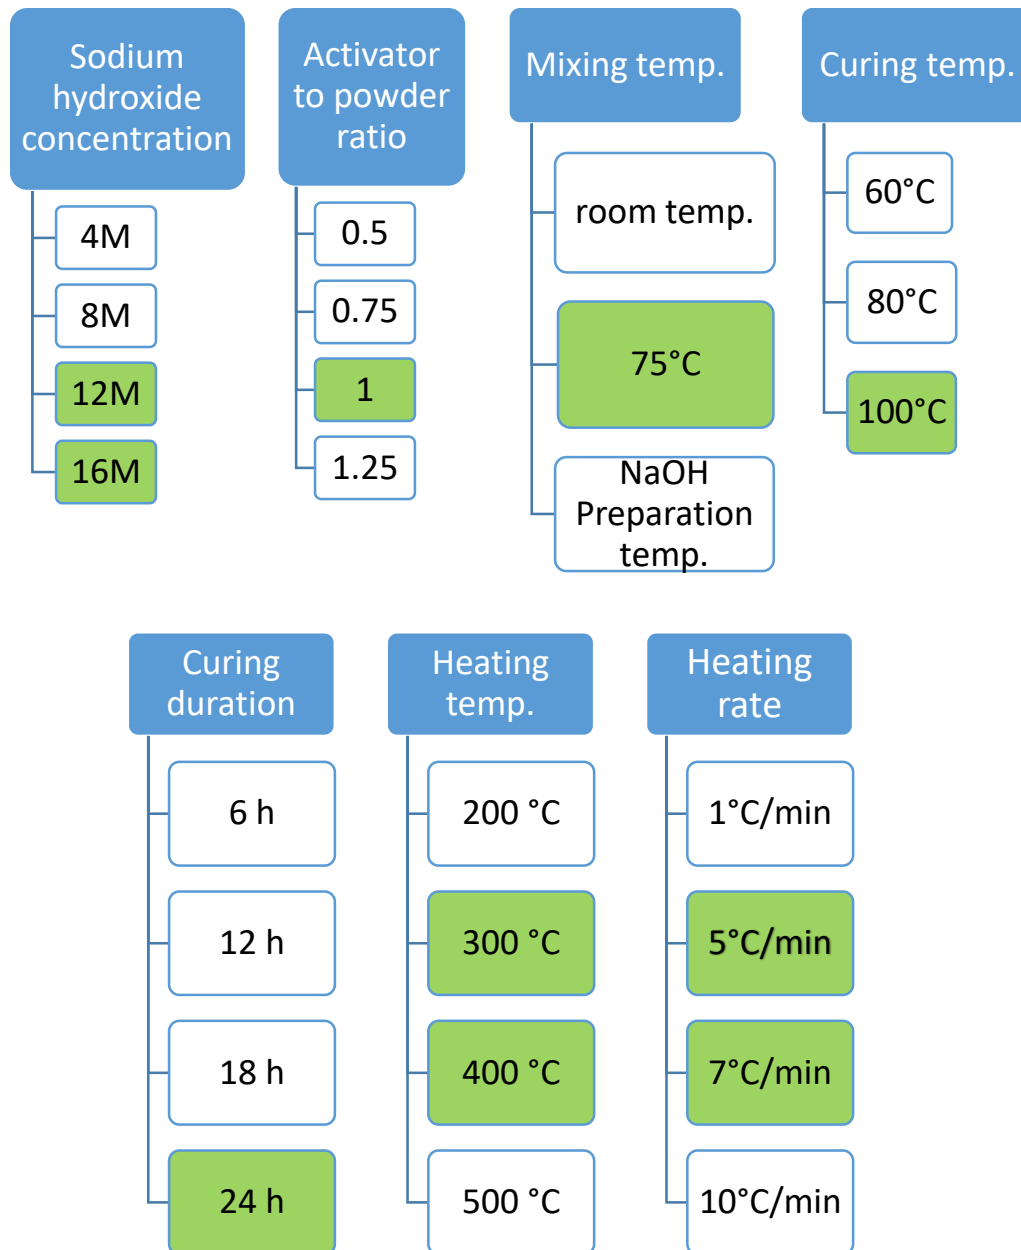 Sodium
hydroxide
concentration
4M
8M
12M
16M
Activator
to powder
ratio
0.5
0.75
1
1.25
Mixing temp.
room temp.
75°C
NaOH
Preparation
temp.
Curing temp.
60°C
80°C
100°C
Curing
duration
6 h
12 h
18 h
24 h
Heating
temp.
200 °C
300 °C
400 °C
500 °C
Heating
rate
1°C/min
5°C/min
7°C/min
10°C/min